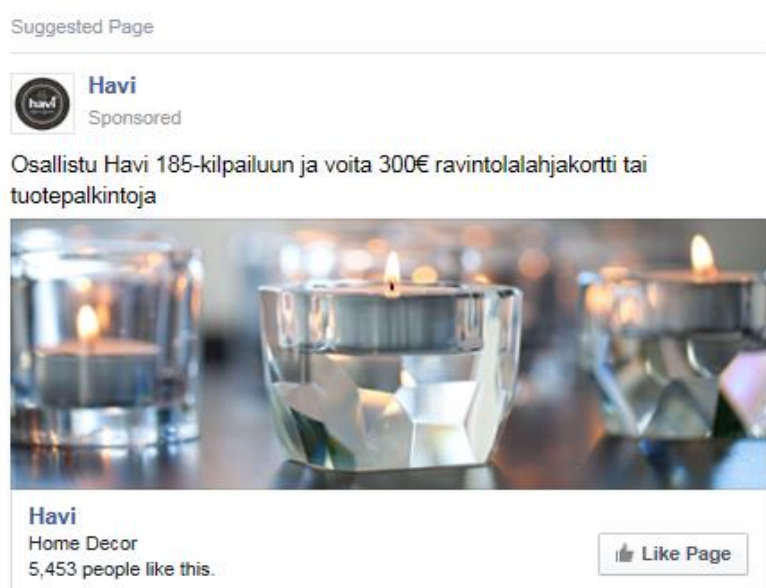 Suggested Page
havi
Havi
Sponsored
Osallistu Havi 185-kilpailuun ja voita 300€ ravintolalahjakortti tai
tuotepalkintoja
Havi
Home Decor
5,453 people like this.
Like Page